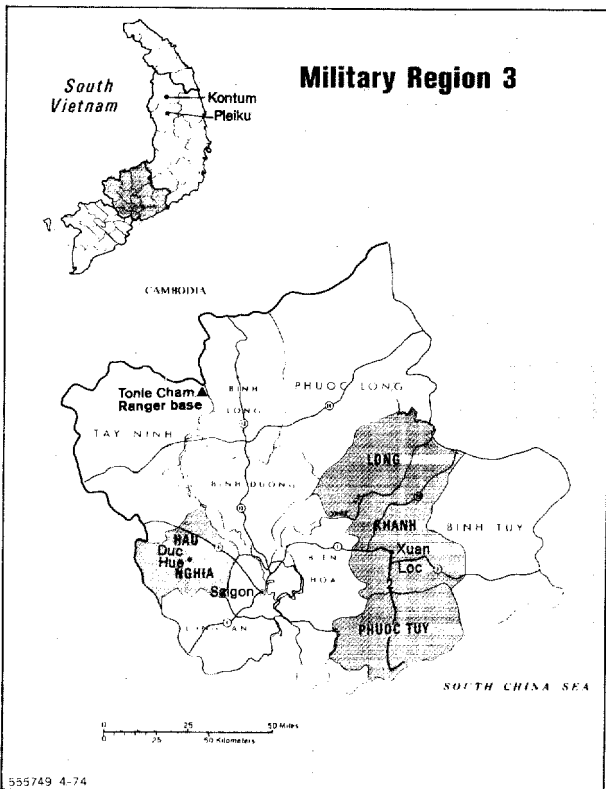 Military Region 3
South
Vietnam
Kontum
Pleiku
CAMBODIA
Tonle Cham
Ranger base
BINH
LONG
PHUOC LONG
TAY NINH
LONG
BINH DUONG
KHANH
BINH TUY
HAU
Duc
Hue
NGHIA
1
BIEN
HOA
Xuan
Loc
Saigon
PHUOC TUY
SOUTH CHINA SEA
0 25 50 Miles
0 25 50 Kilometers
555749 4-74